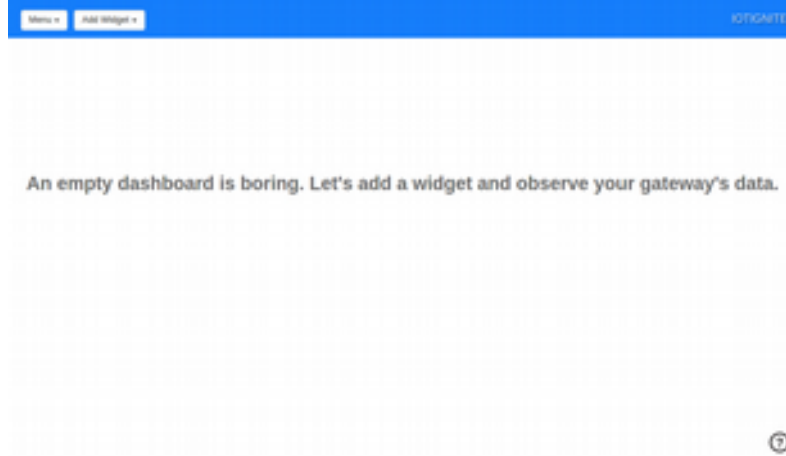 Menu
Add Widget
IOTIGNITE
An empty dashboard is boring. Let's add a widget and observe your gateway's data.
?